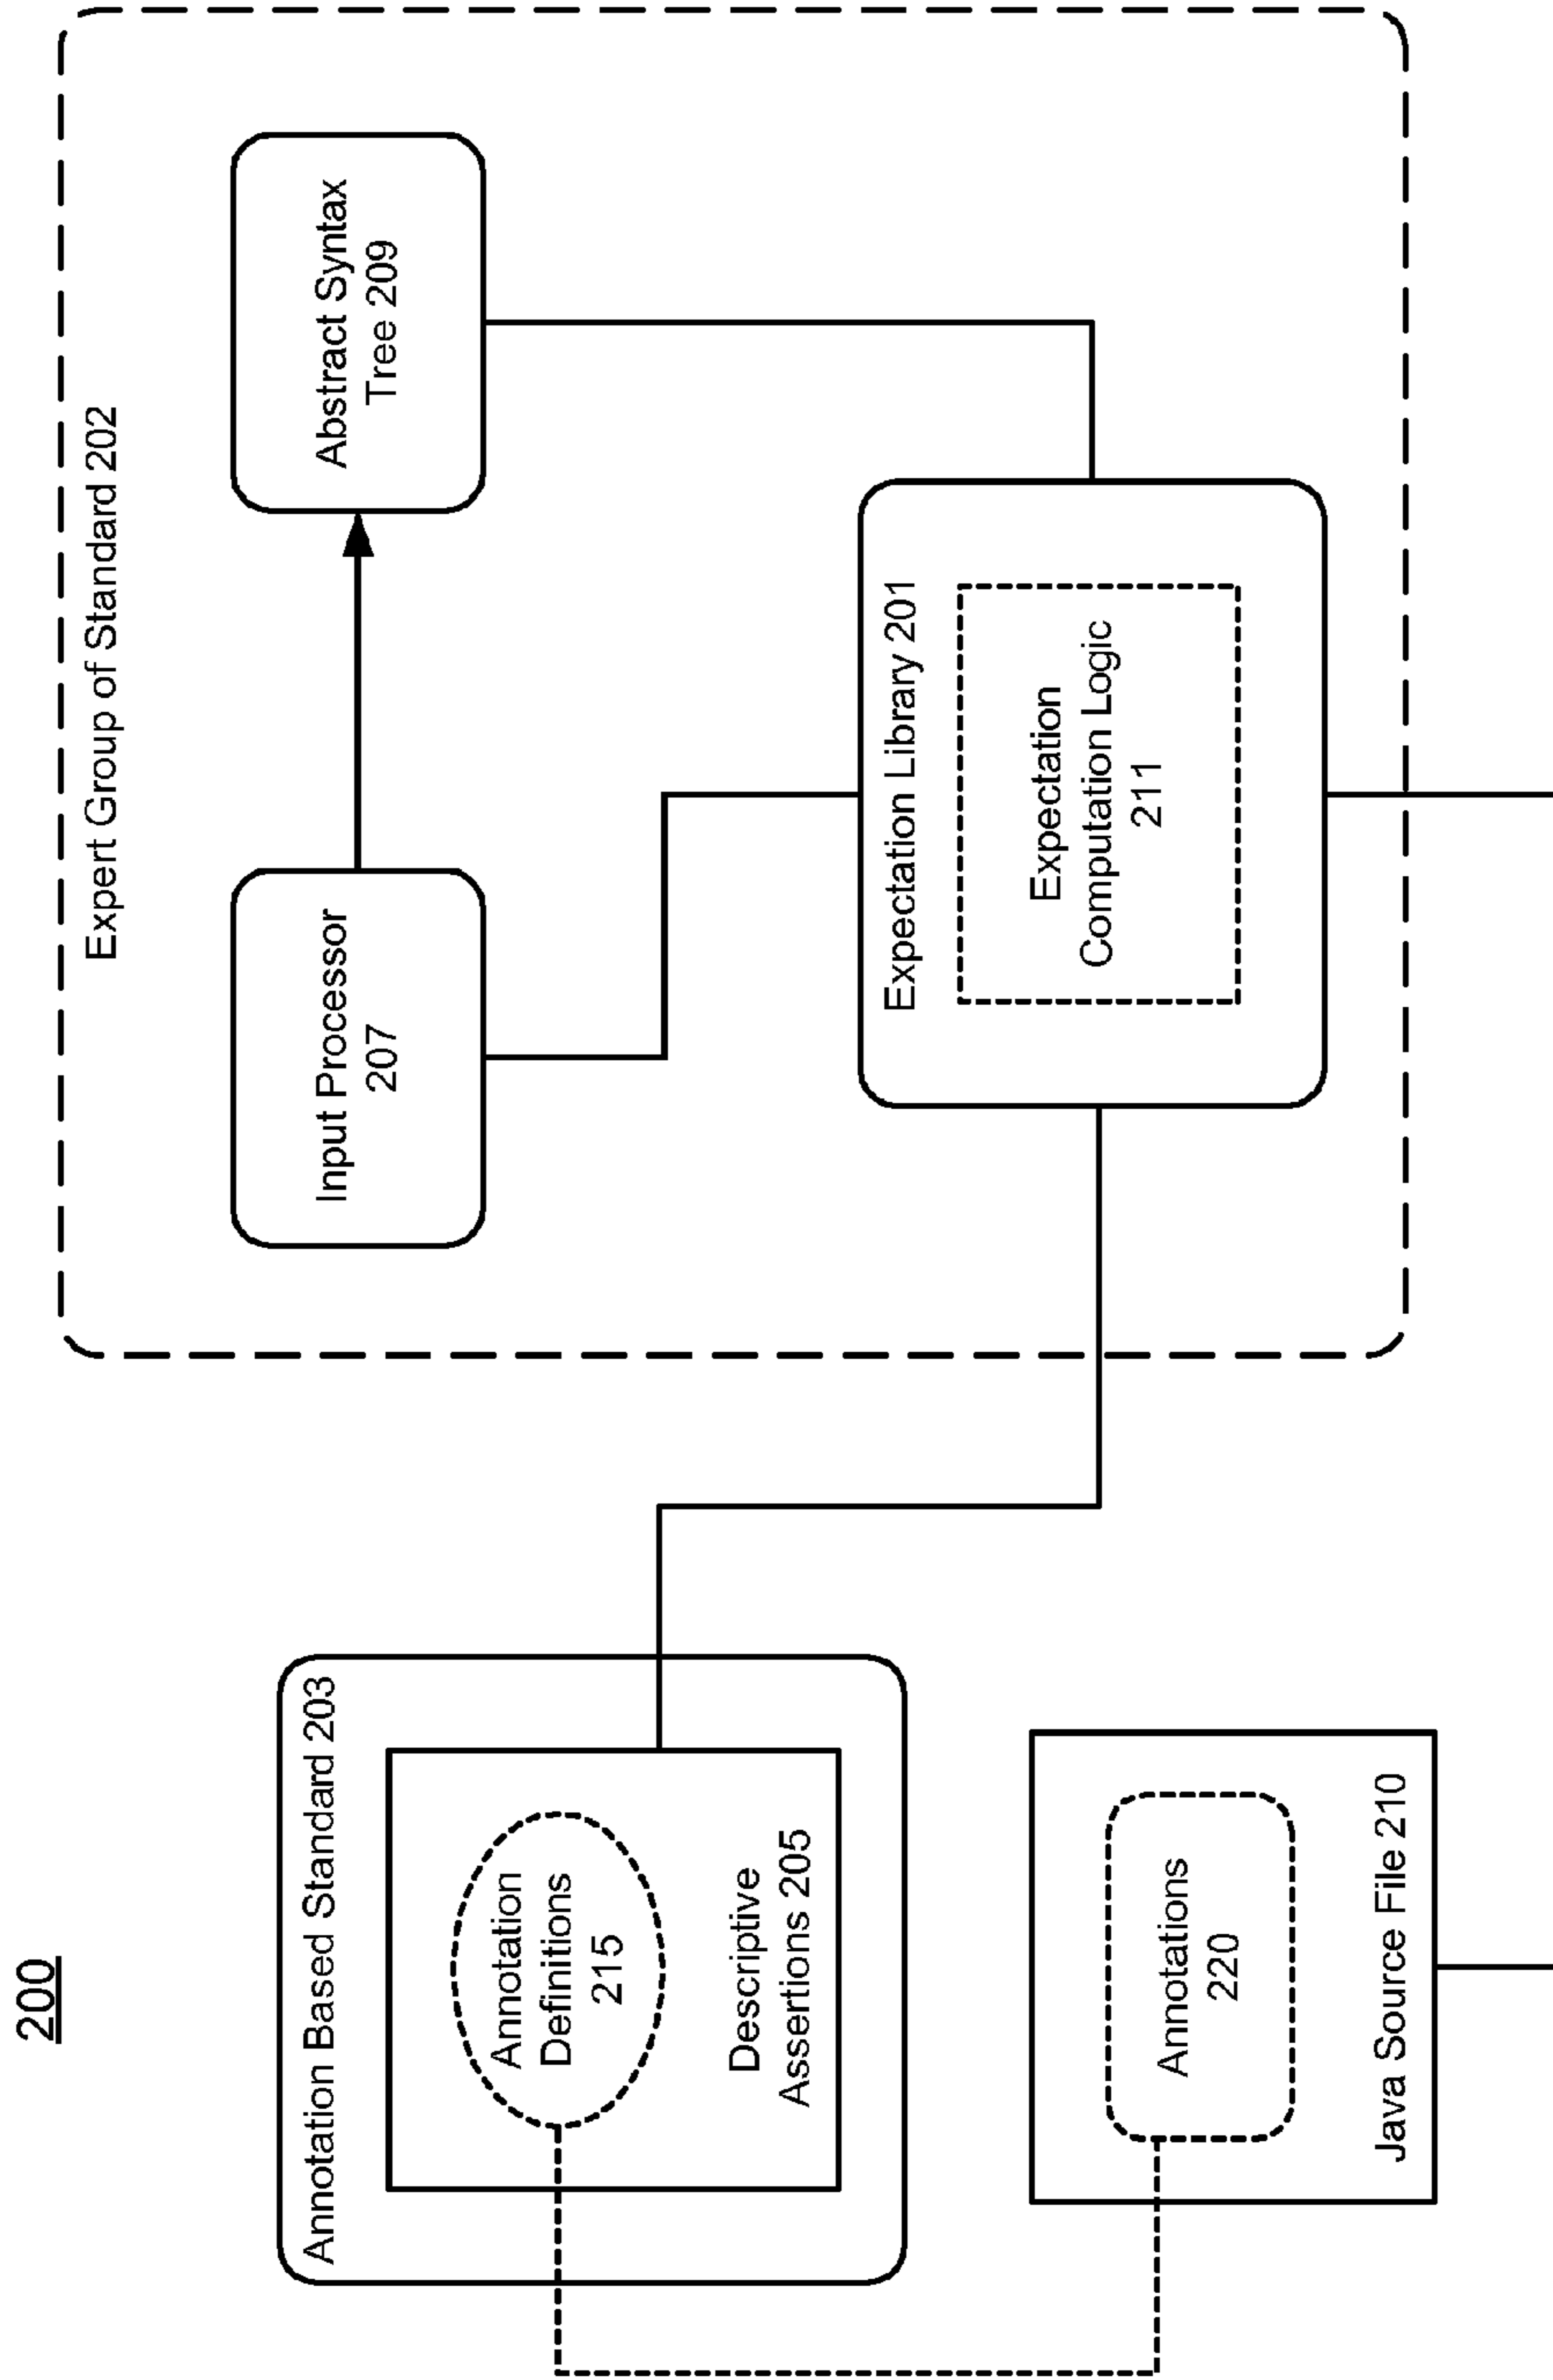 200
Annotation Based Standard 203
Annotation
Definitions
215
Descriptive
Assertions 205
Annotations
220
Java Source File 210
Expert Group of Standard 202
Input Processor
207
Abstract Syntax
Tree 209
Expectation Library 201
Expectation
Computation Logic
211